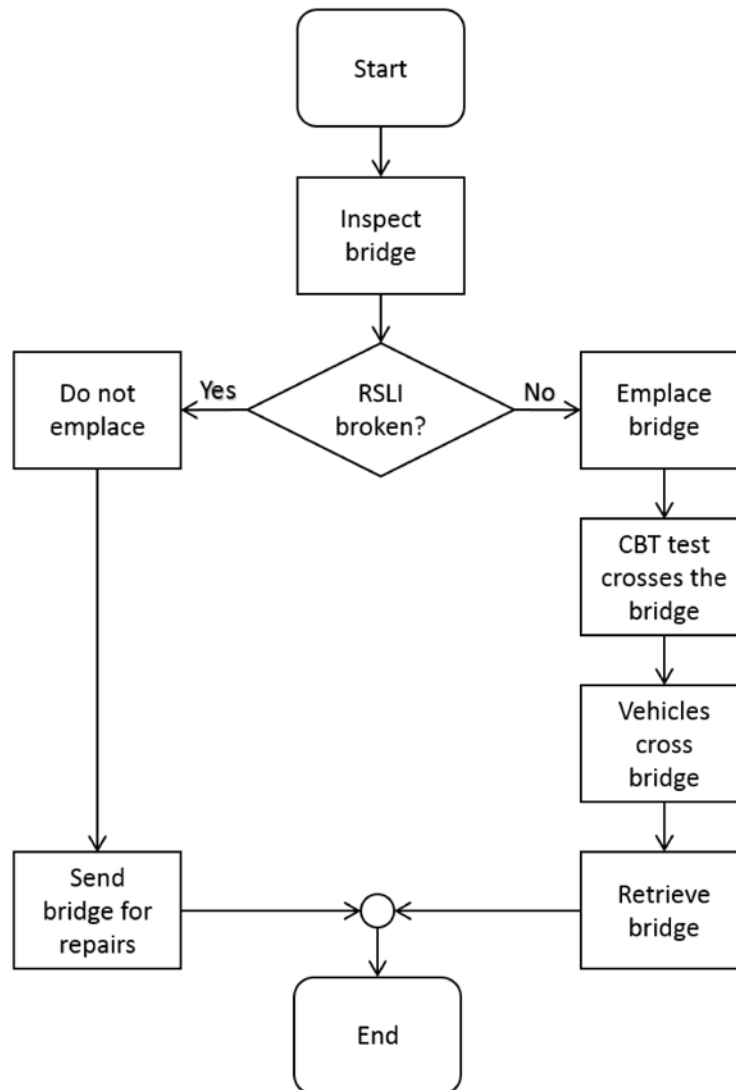 Start
Inspect
bridge
RSLI
broken?
Yes
No
Do not
emplace
Emplace
bridge
CBT test
crosses the
bridge
Vehicles
cross
bridge
Send
bridge for
repairs
Retrieve
bridge
End